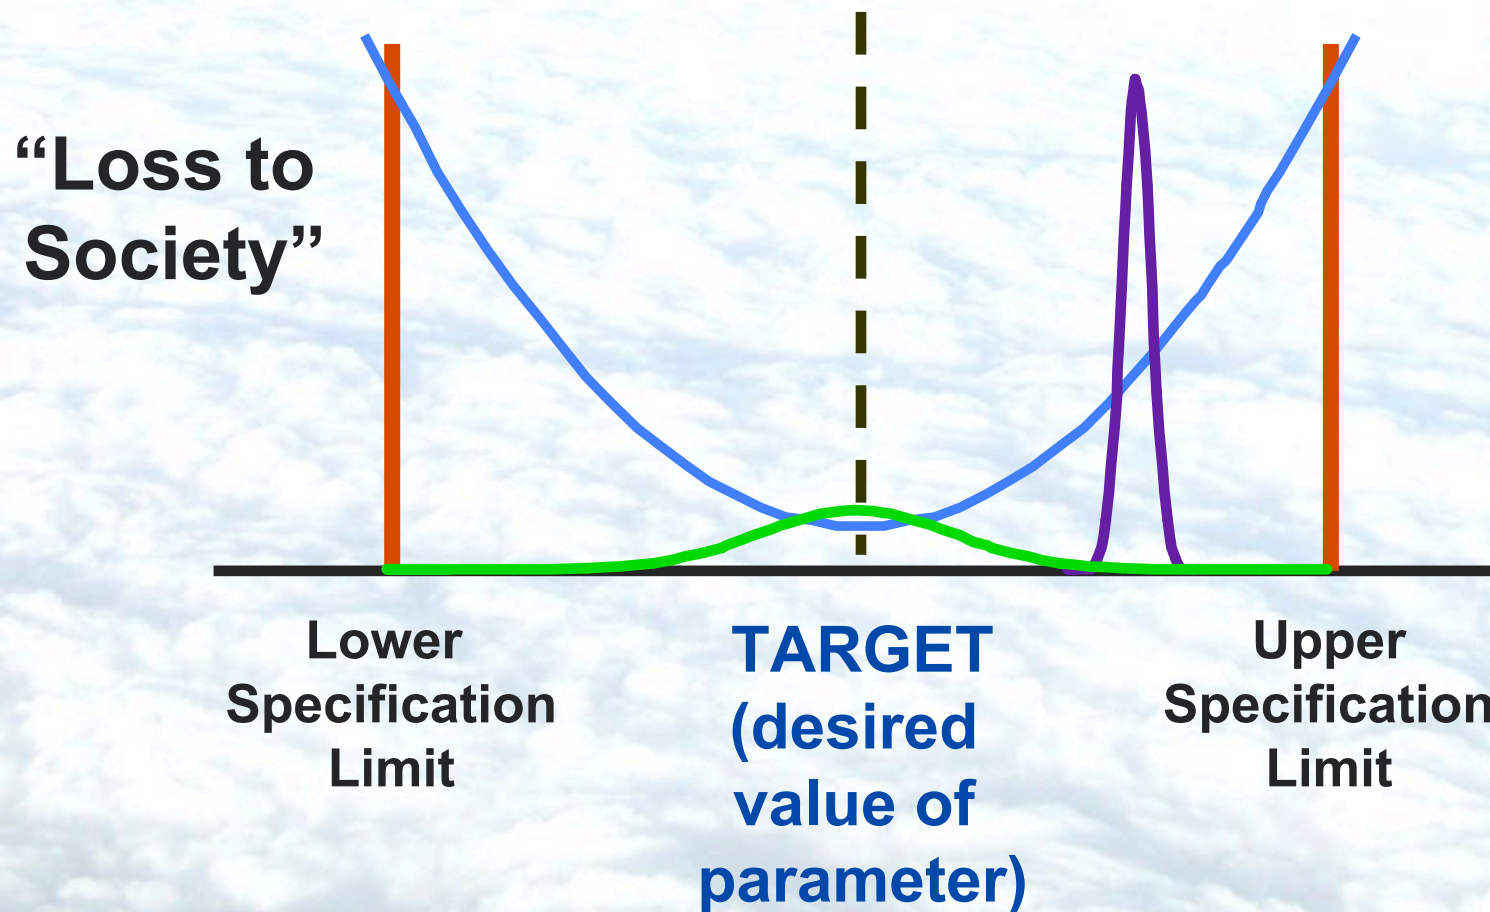 “Loss to
Society”
Lower
Specification
Limit
TARGET
(desired
value of
parameter)
Upper
Specification
Limit